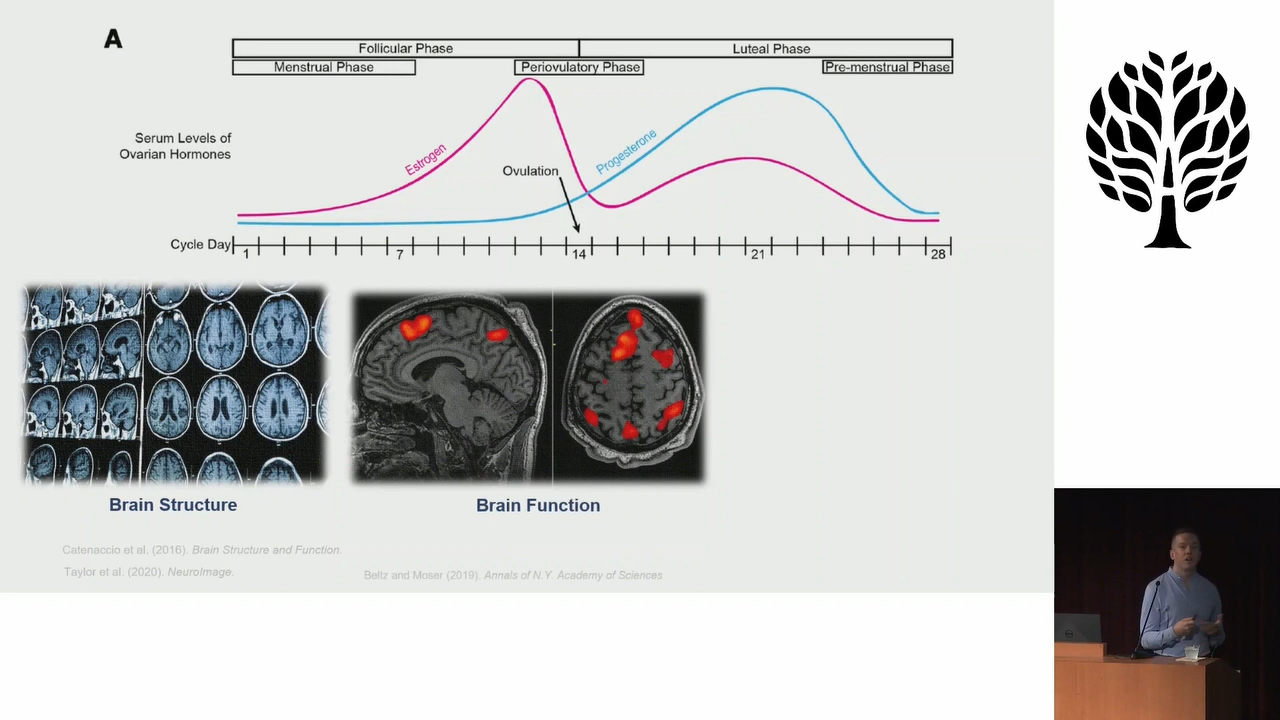 A
Follicular Phase
Luteal Phase
Menstrual Phase
Periovulatory Phase
Pre-menstrual Phase
Serum Levels of
Ovarian Hormones
Estrogen
Progesterone
Ovulation
Cycle Day
1
7
14
21
28
Brain Structure
Brain Function
Catenaccio et al. (2016). Brain Structure and Function.
Taylor et al. (2020). NeuroImage.
Beltz and Moser (2019). Annals of N.Y. Academy of Sciences